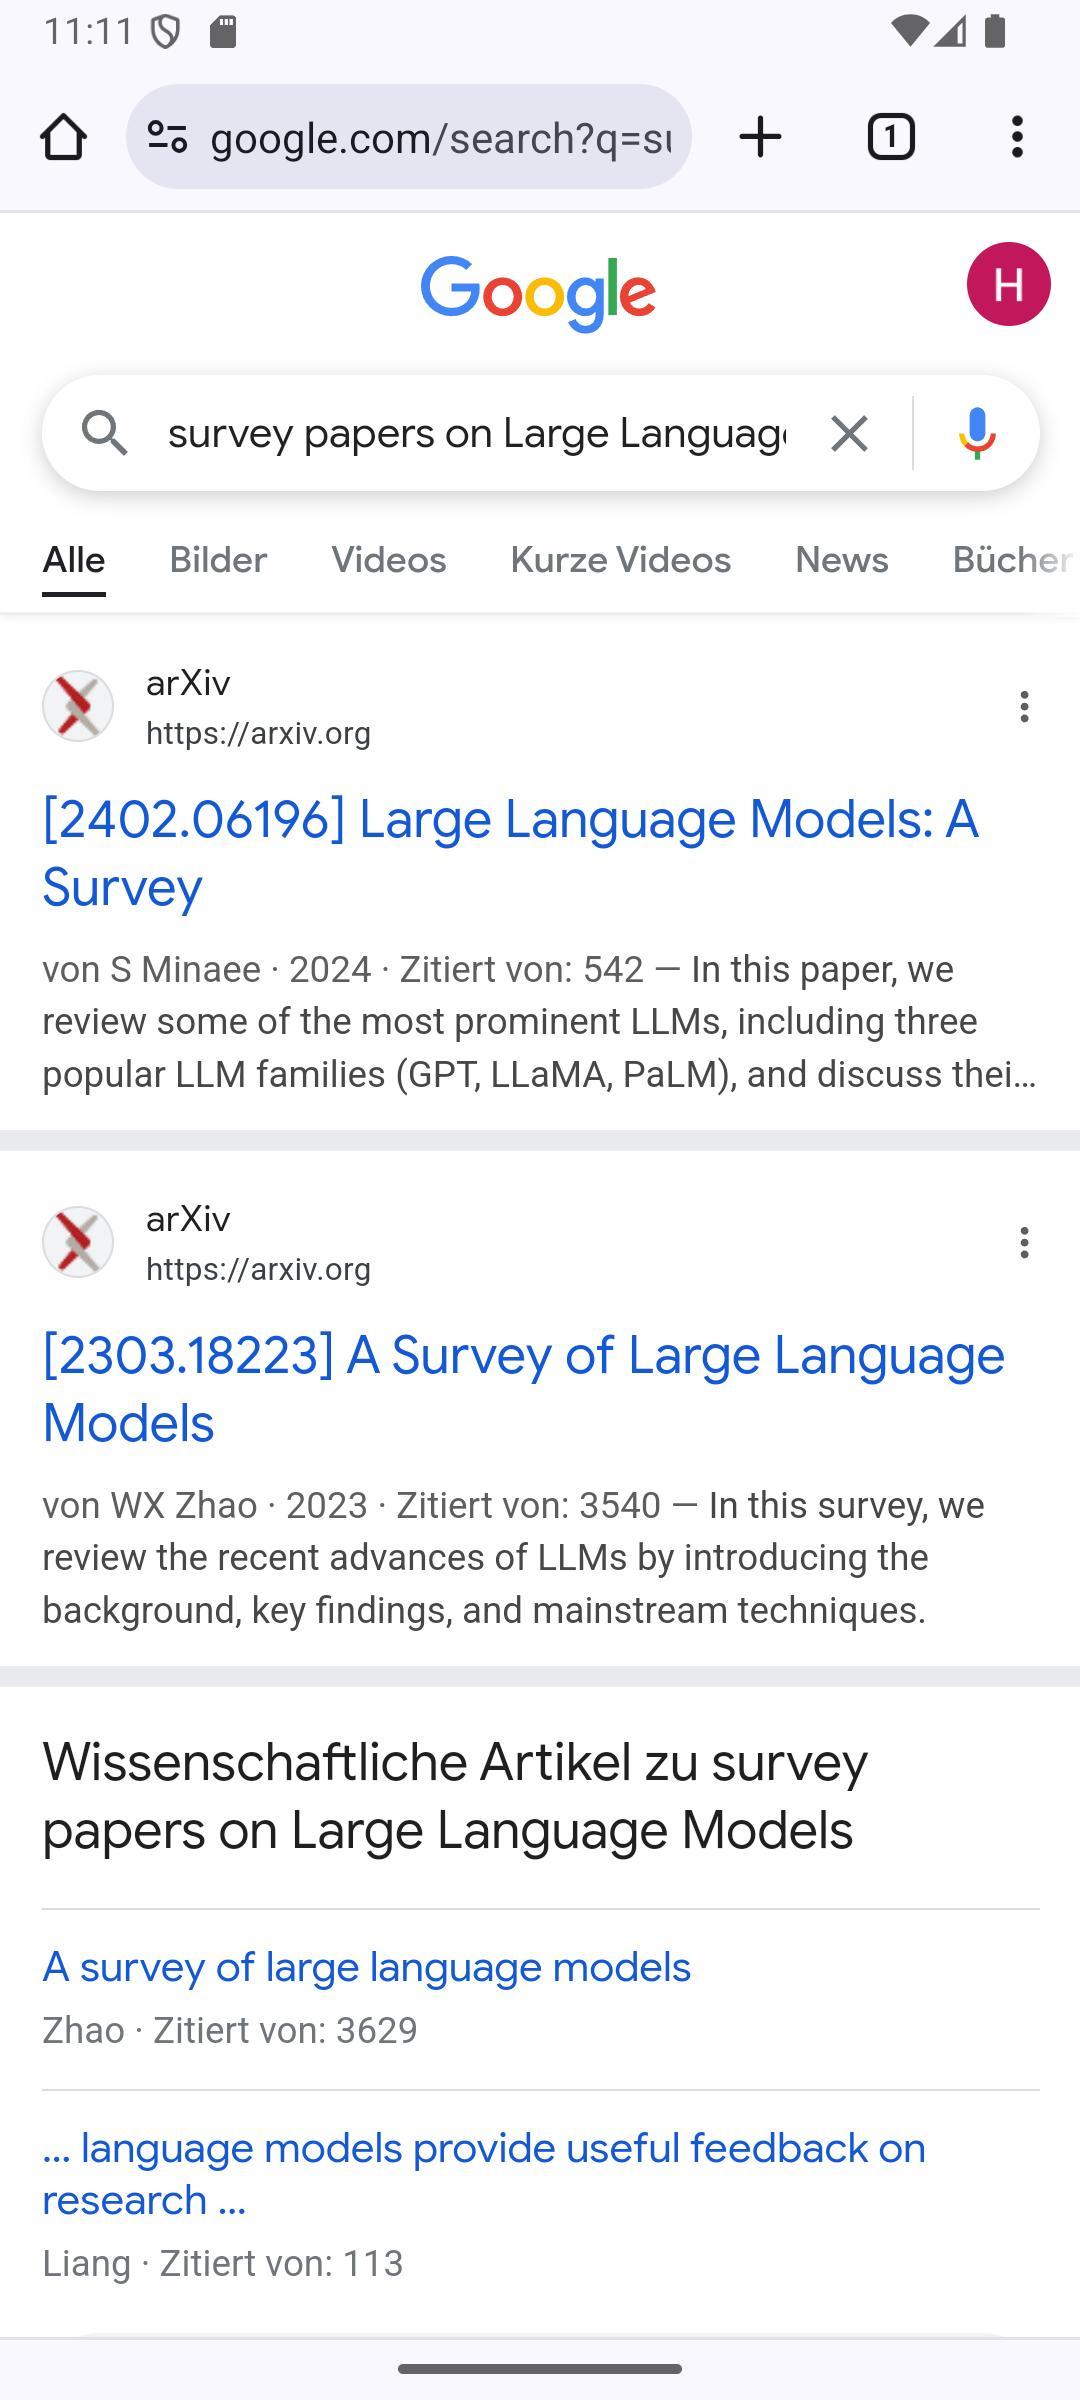 11:11
google.com/search?q=su
1
Google
H
survey papers on Large Language
Alle Bilder Videos Kurze Videos News Bücher
arXiv
https://arxiv.org
[2402.06196] Large Language Models: A
Survey
von S Minaee · 2024 · Zitiert von: 542 — In this paper, we
review some of the most prominent LLMs, including three
popular LLM families (GPT, LLaMA, PaLM), and discuss thei...
arXiv
https://arxiv.org
[2303.18223] A Survey of Large Language
Models
von WX Zhao · 2023 · Zitiert von: 3540 — In this survey, we
review the recent advances of LLMs by introducing the
background, key findings, and mainstream techniques.
Wissenschaftliche Artikel zu survey
papers on Large Language Models
A survey of large language models
Zhao · Zitiert von: 3629
... language models provide useful feedback on
research ...
Liang · Zitiert von: 113